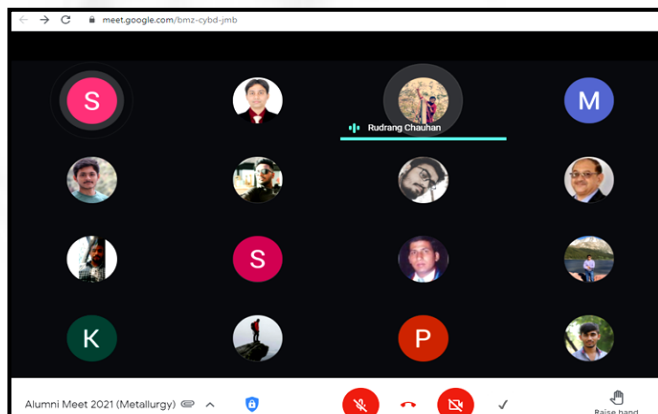 meet.google.com/bmz-cybd-jmb
S
Rudrang Chauhan
M
S
K
P
Alumni Meet 2021 (Metallurgy)
Raise hand